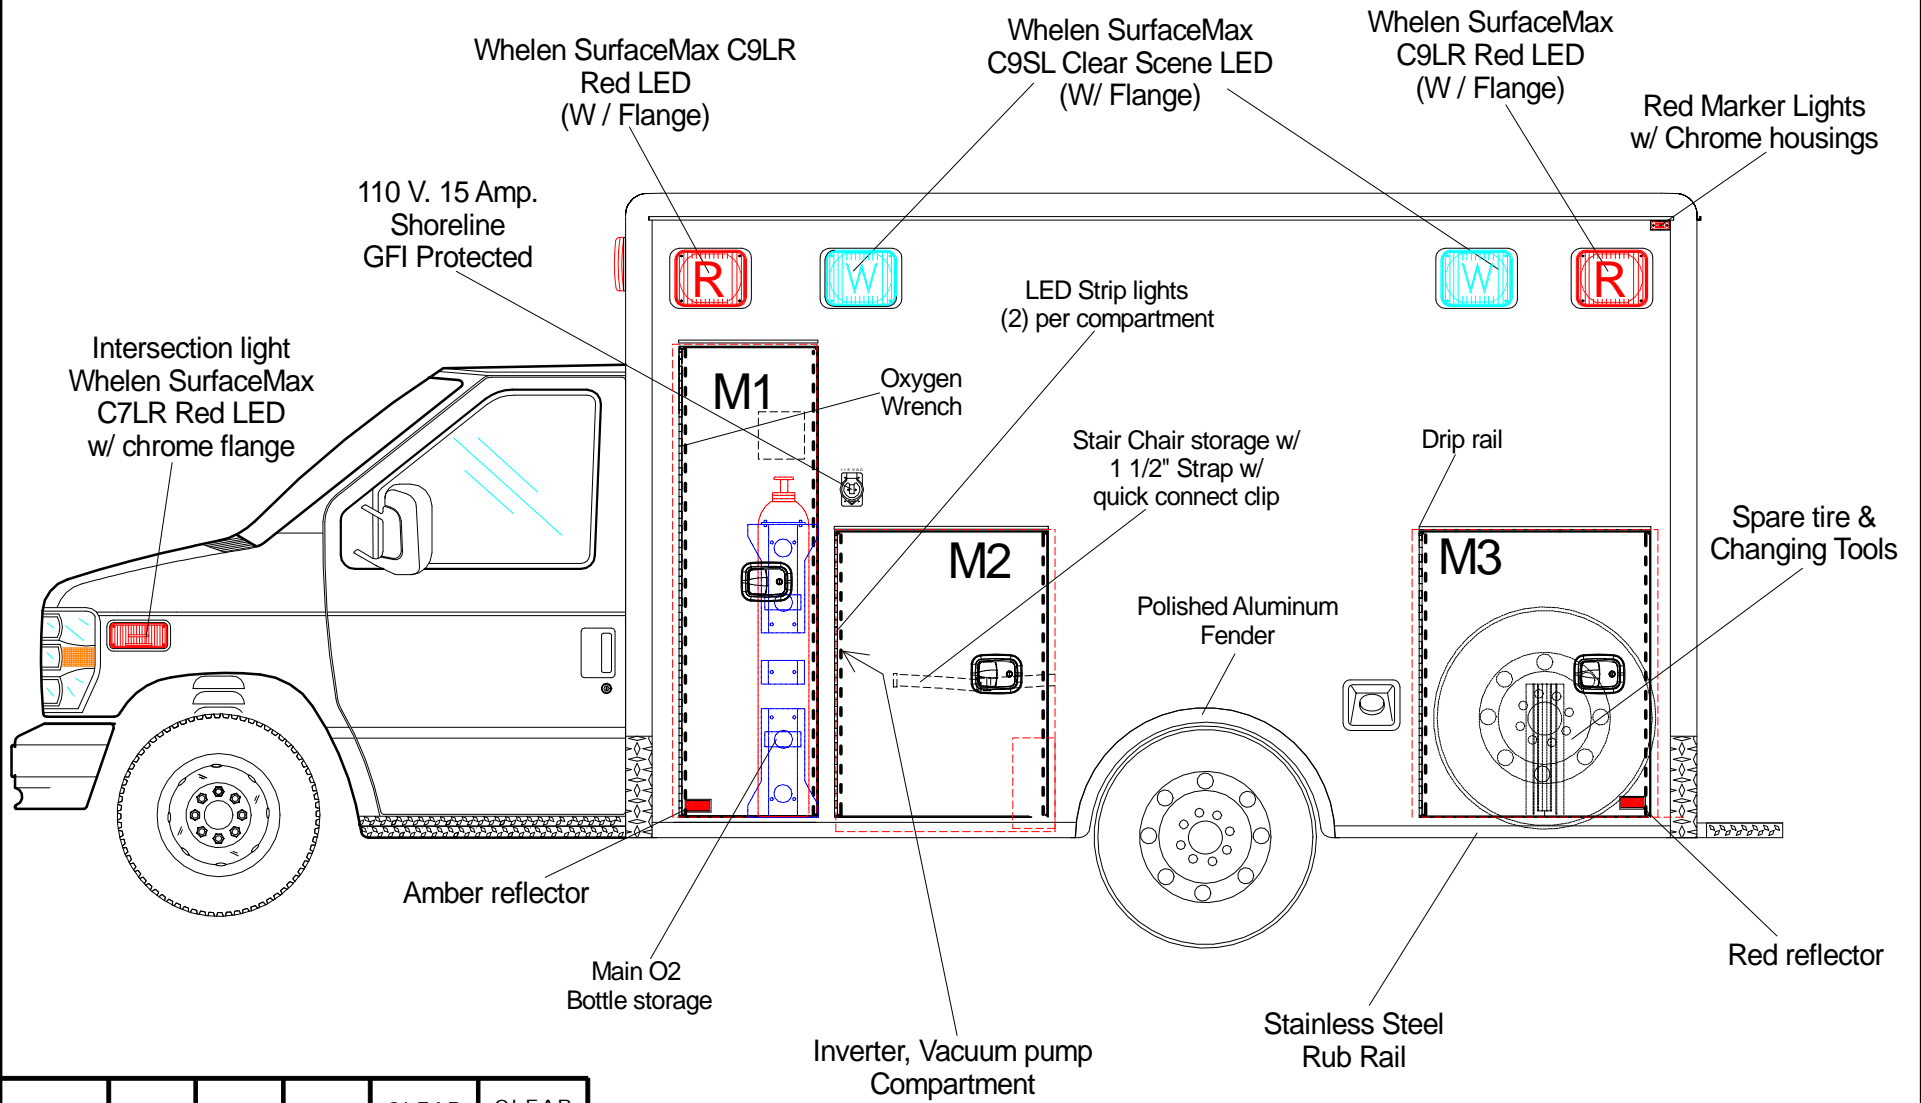 Whelen SurfaceMax C9LR
Red LED
(W / Flange)
Whelen SurfaceMax
C9SL Clear Scene LED
(W/ Flange)
Whelen SurfaceMax
C9LR Red LED
(W / Flange)
Red Marker Lights
w/ Chrome housings
110 V. 15 Amp.
Shoreline
GFI Protected
R
W
W
R
LED Strip lights
(2) per compartment
Intersection light
Whelen SurfaceMax
C7LR Red LED
w/ chrome flange
M1
Oxygen
Wrench
Stair Chair storage w/
1 1/2" Strap w/
quick connect clip
Drip rail
Spare tire &
Changing Tools
M2
M3
Polished Aluminum
Fender
Amber reflector
Main O2
Bottle storage
Red reflector
Stainless Steel
Rub Rail
Inverter, Vacuum pump
Compartment
CLEAR
CLEAR